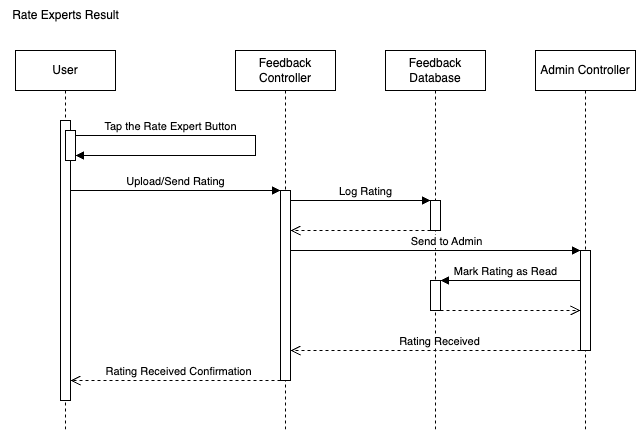 Rate Experts Result
User
Feedback
Controller
Feedback
Database
Admin Controller
Tap the Rate Expert Button
Upload/Send Rating
Log Rating
Send to Admin
Mark Rating as Read
Rating Received
Rating Received Confirmation